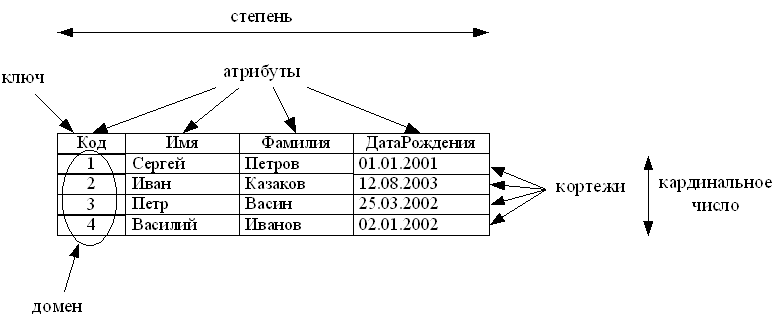 степень
ключ
атрибуты
Код Имя Фамилия ДатаРождения
1 Сергей Петров 01.01.2001
2 Иван Казаков 12.08.2003
3 Петр Васин 25.03.2002
4 Василий Иванов 02.01.2002
кортежи
кардинальное
число
домен